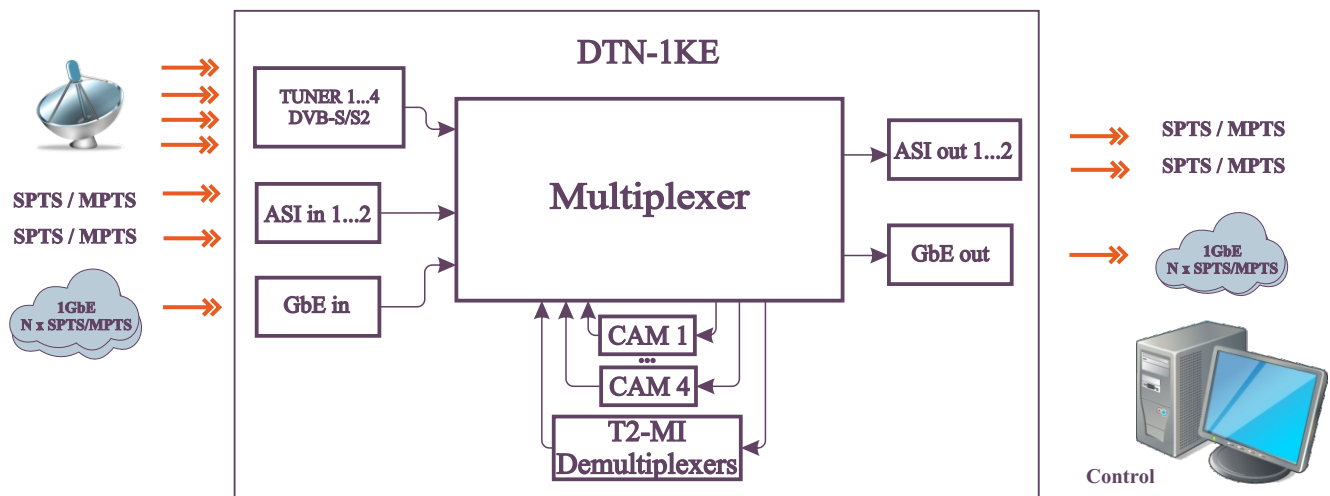 DTN-1KE
TUNER 1...4
DVB-S/S2
SPTS / MPTS
SPTS / MPTS
ASI in 1...2
1GbE
N x SPTS/MPTS
GbE in
Multiplexer
ASI out 1...2
GbE out
SPTS / MPTS
SPTS / MPTS
1GbE
N x SPTS/MPTS
CAM 1
...
CAM 4
T2-MI
Demultiplexers
Control